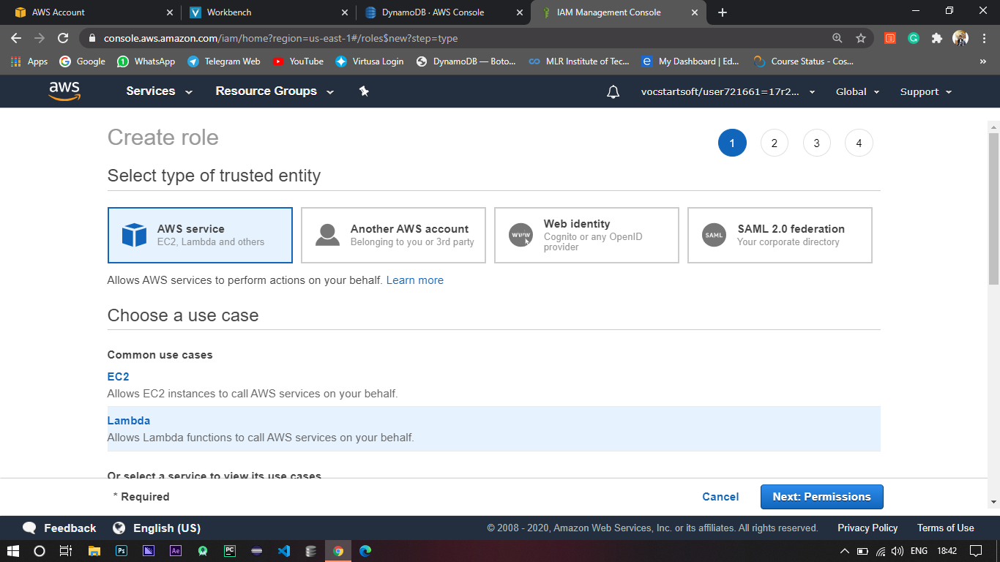 AWS Account
Workbench
DynamoDB · AWS Console
IAM Management Console
console.aws.amazon.com/iam/home?region=us-east-1#/roles$new?step=type
Apps
Google
WhatsApp
Telegram Web
YouTube
Virtusa Login
DynamoDB — Boto...
MLR Institute of Tec...
My Dashboard | Ed...
Course Status - Cos...
»
aws
Services
Resource Groups
vocstartsoft/user721661=17r2...
Global
Support
Create role
1
2
3
4
Select type of trusted entity
AWS service
EC2, Lambda and others
Another AWS account
Belonging to you or 3rd party
WWW
Web identity
Cognito or any OpenID
provider
SAML
SAML 2.0 federation
Your corporate directory
Allows AWS services to perform actions on your behalf. Learn more
Choose a use case
Common use cases
EC2
Allows EC2 instances to call AWS services on your behalf.
Lambda
Allows Lambda functions to call AWS services on your behalf.
Or select a service to view its use cases
* Required
Cancel
Next: Permissions
Feedback
English (US)
© 2008 - 2020, Amazon Web Services, Inc. or its affiliates. All rights reserved.
Privacy Policy
Terms of Use
Ps
Ae
PC
ENG
18:42